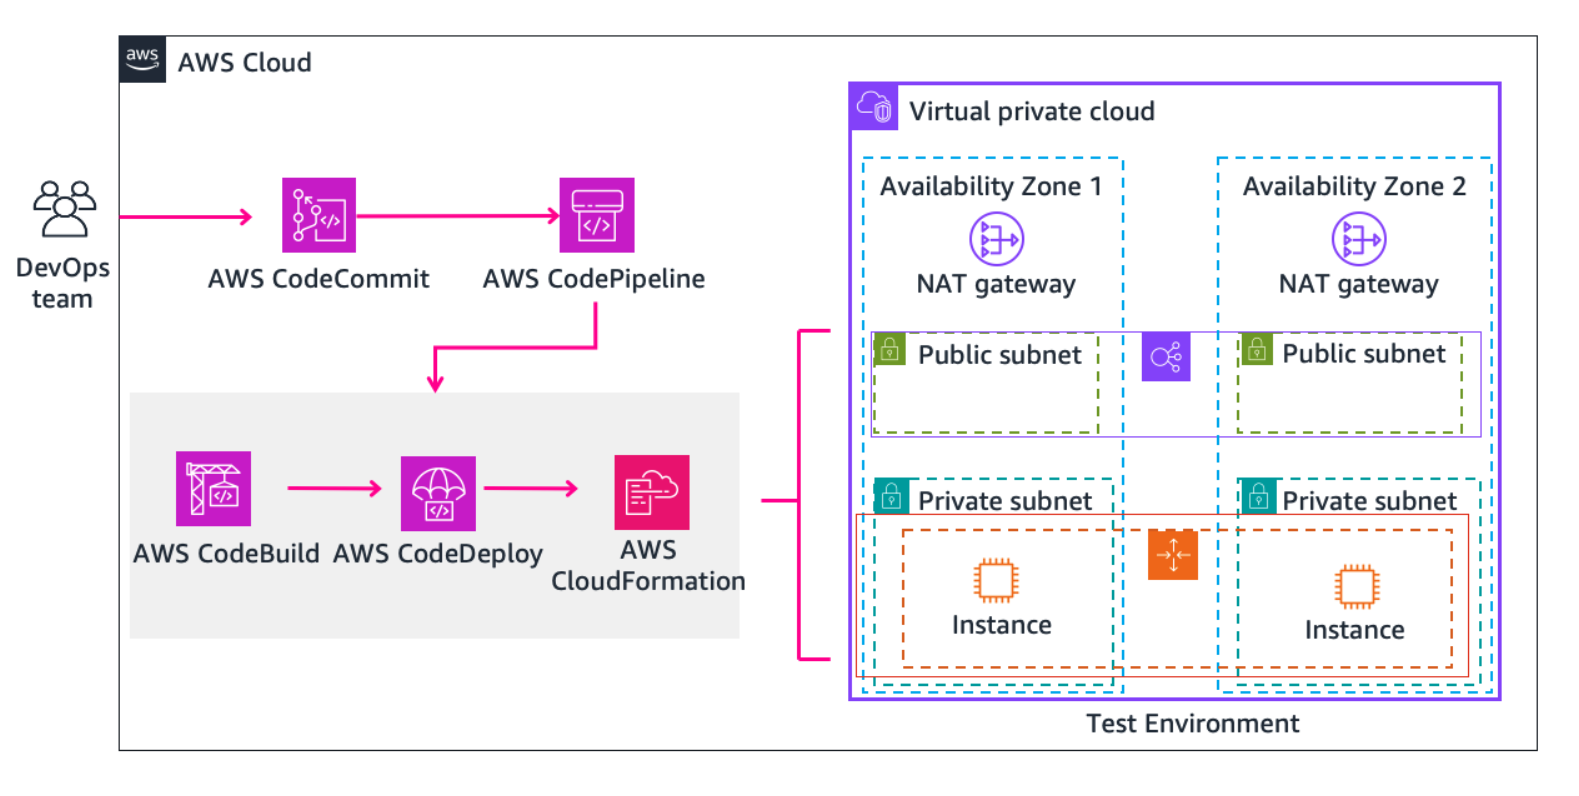 aws
AWS Cloud
Virtual private cloud
Availability Zone 1
Availability Zone 2
DevOps
team
AWS CodeCommit
AWS CodePipeline
NAT gateway
NAT gateway
Public subnet
Public subnet
AWS CodeBuild
AWS CodeDeploy
AWS
CloudFormation
Private subnet
Private subnet
Instance
Instance
Test Environment